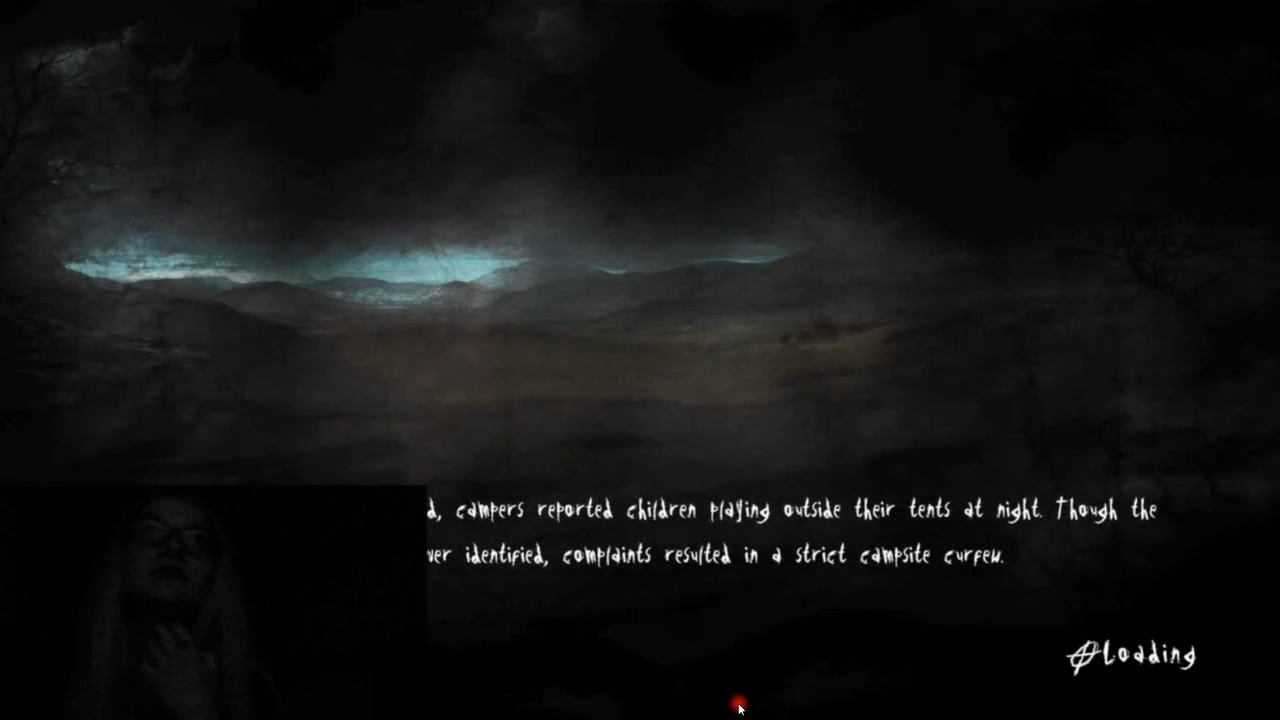 d, campers reported children playing outside their tents at night. Though the
ver identified, complaints resulted in a strict campsite curfew.
Loading